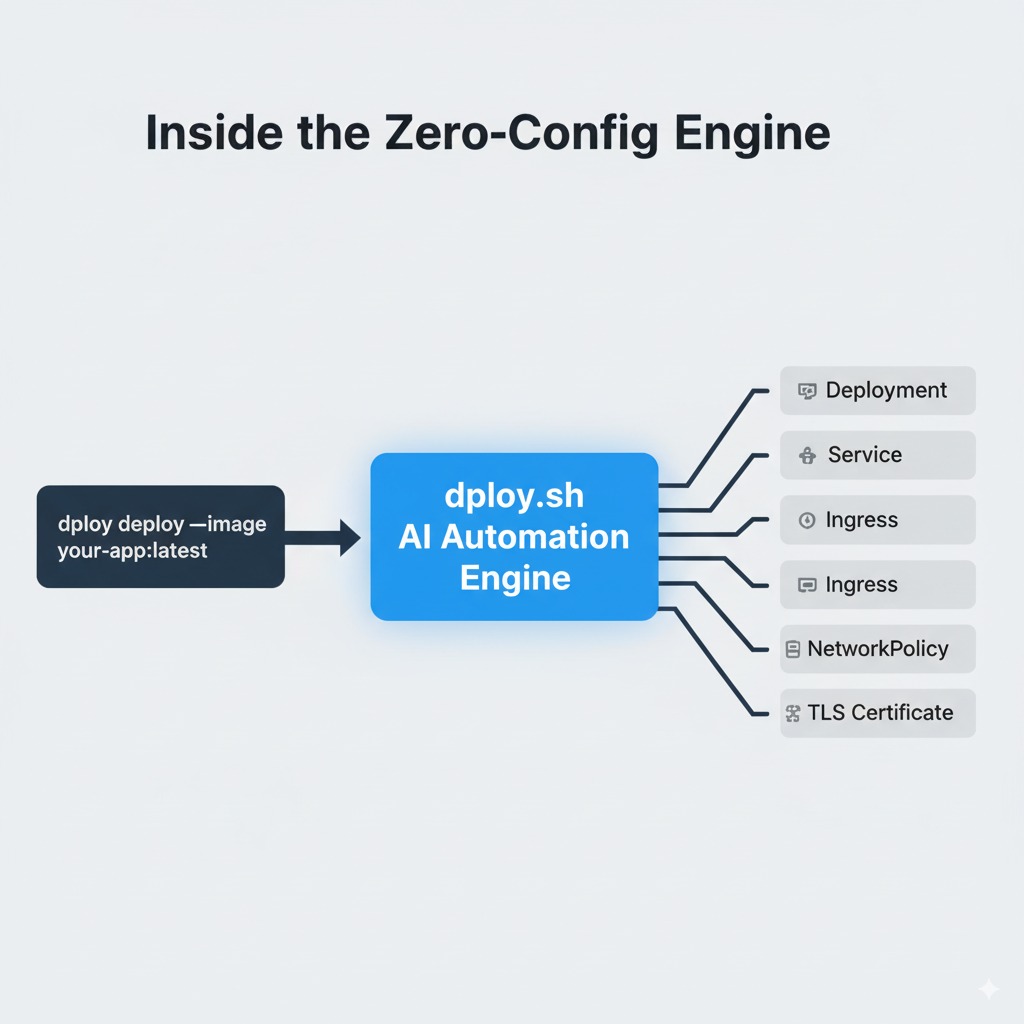 Inside the Zero-Config Engine
dploy deploy —image
your-app:latest
dploy.sh
AI Automation
Engine
Deployment
Service
Ingress
Ingress
NetworkPolicy
TLS Certificate